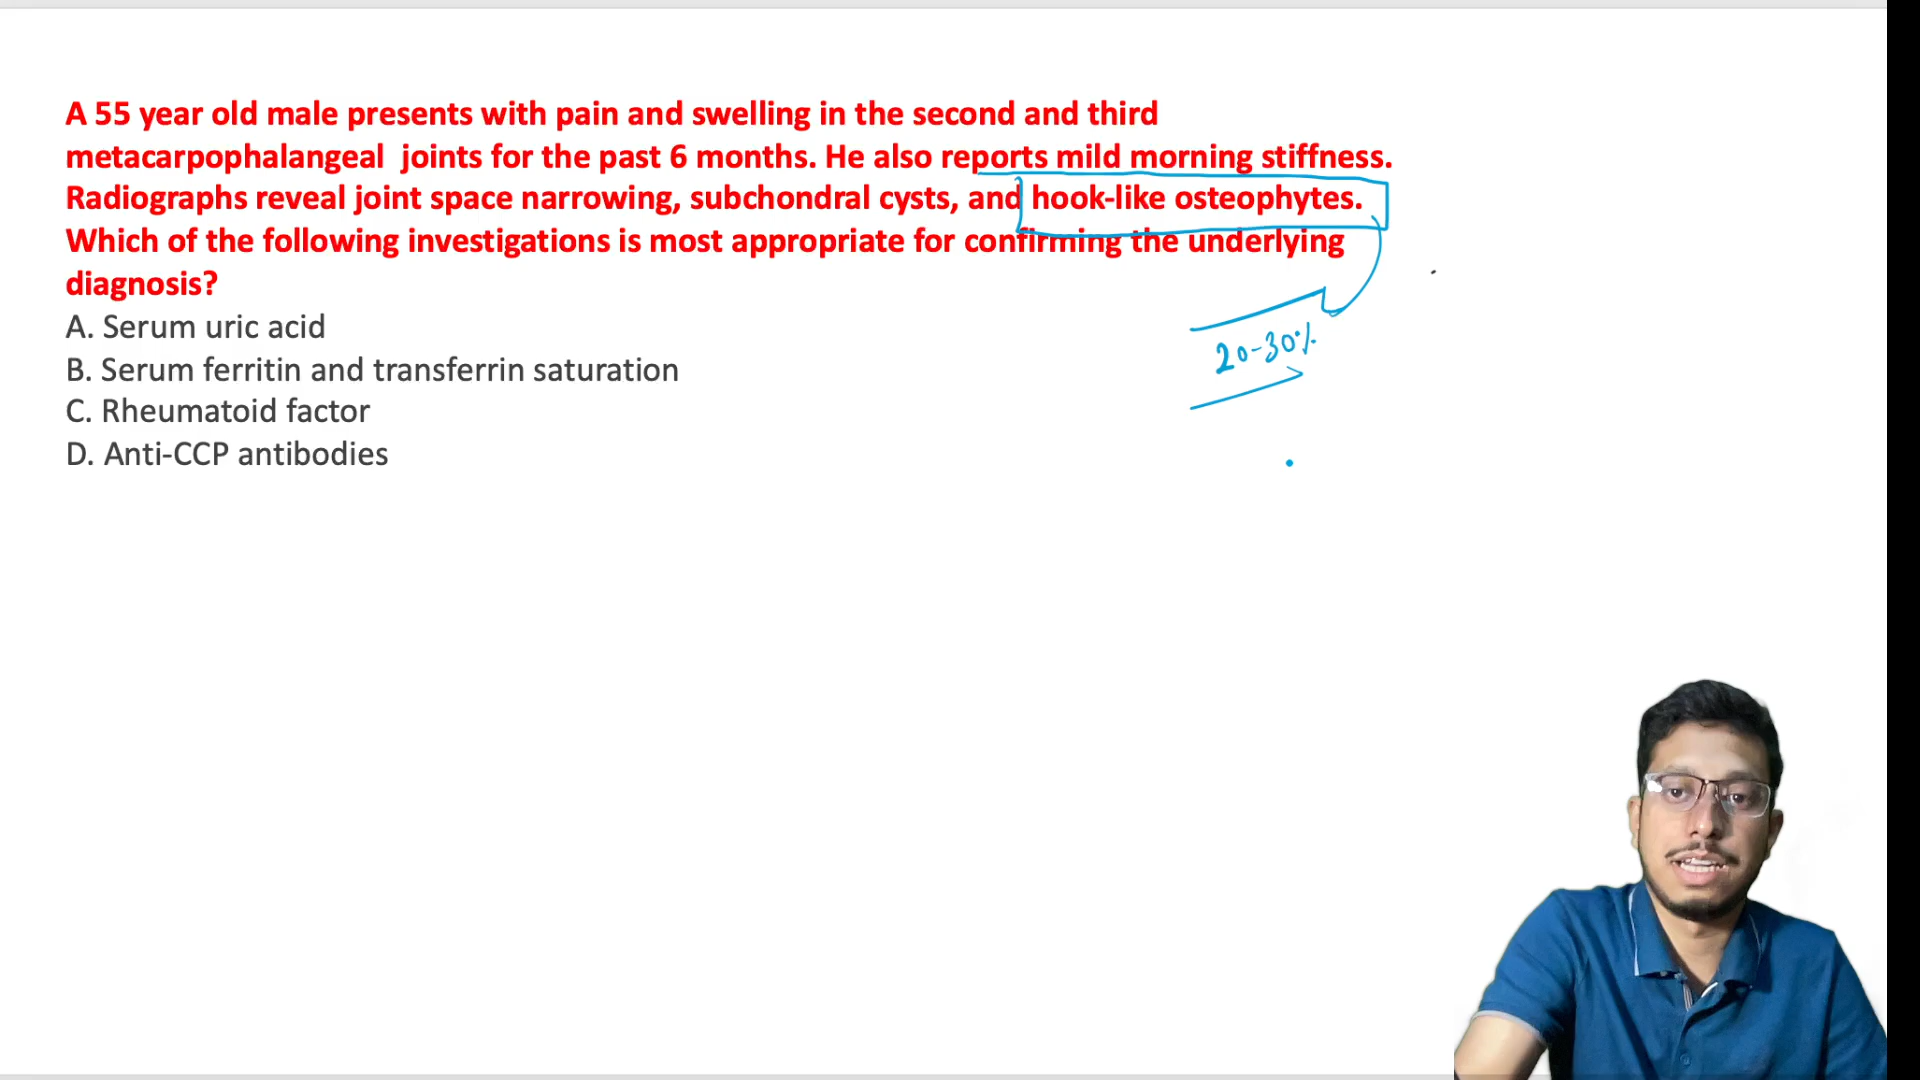 A 55 year old male presents with pain and swelling in the second and third
metacarpophalangeal joints for the past 6 months. He also reports mild morning stiffness.
Radiographs reveal joint space narrowing, subchondral cysts, and hook-like osteophytes.
Which of the following investigations is most appropriate for confirming the underlying
diagnosis?
A. Serum uric acid
B. Serum ferritin and transferrin saturation
C. Rheumatoid factor
D. Anti-CCP antibodies
20-30%